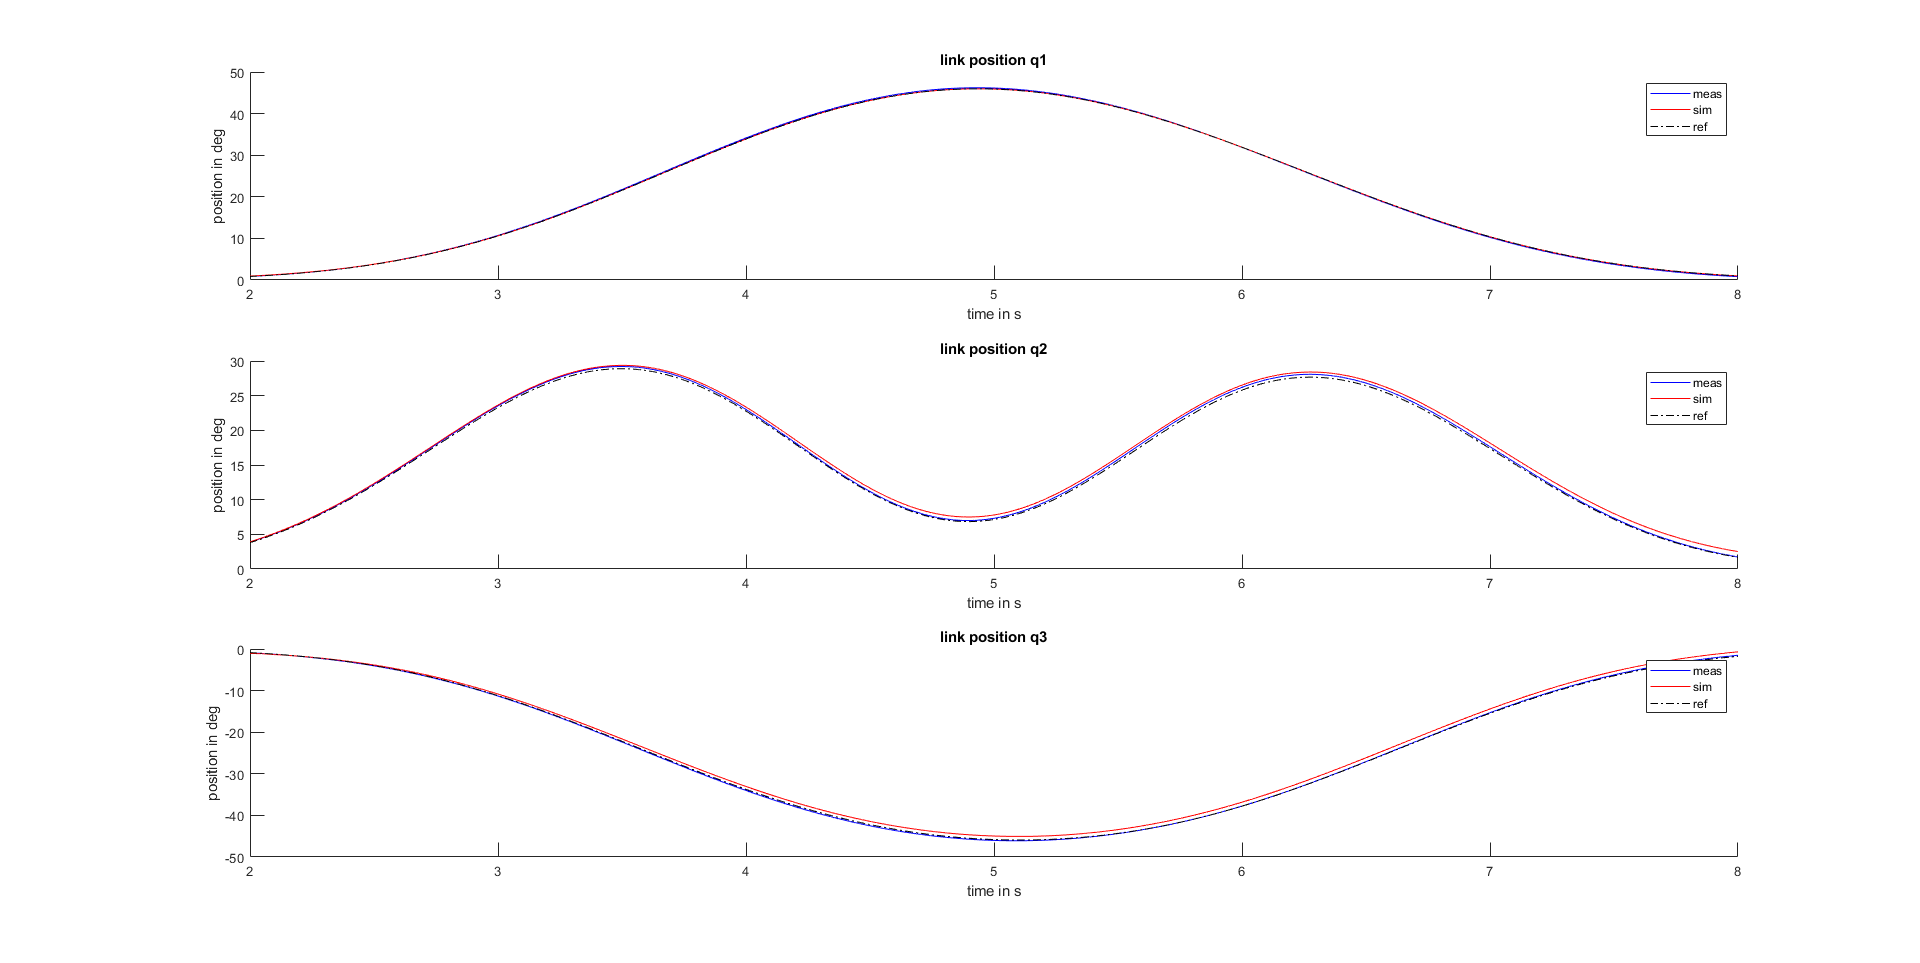 link position q1
position in deg
50
40
30
20
10
0
2 3 4 5 6 7 8
time in s
meas
sim
ref
link position q2
position in deg
30
25
20
15
10
5
0
2 3 4 5 6 7 8
time in s
meas
sim
ref
link position q3
position in deg
0
-10
-20
-30
-40
-50
2 3 4 5 6 7 8
time in s
meas
sim
ref